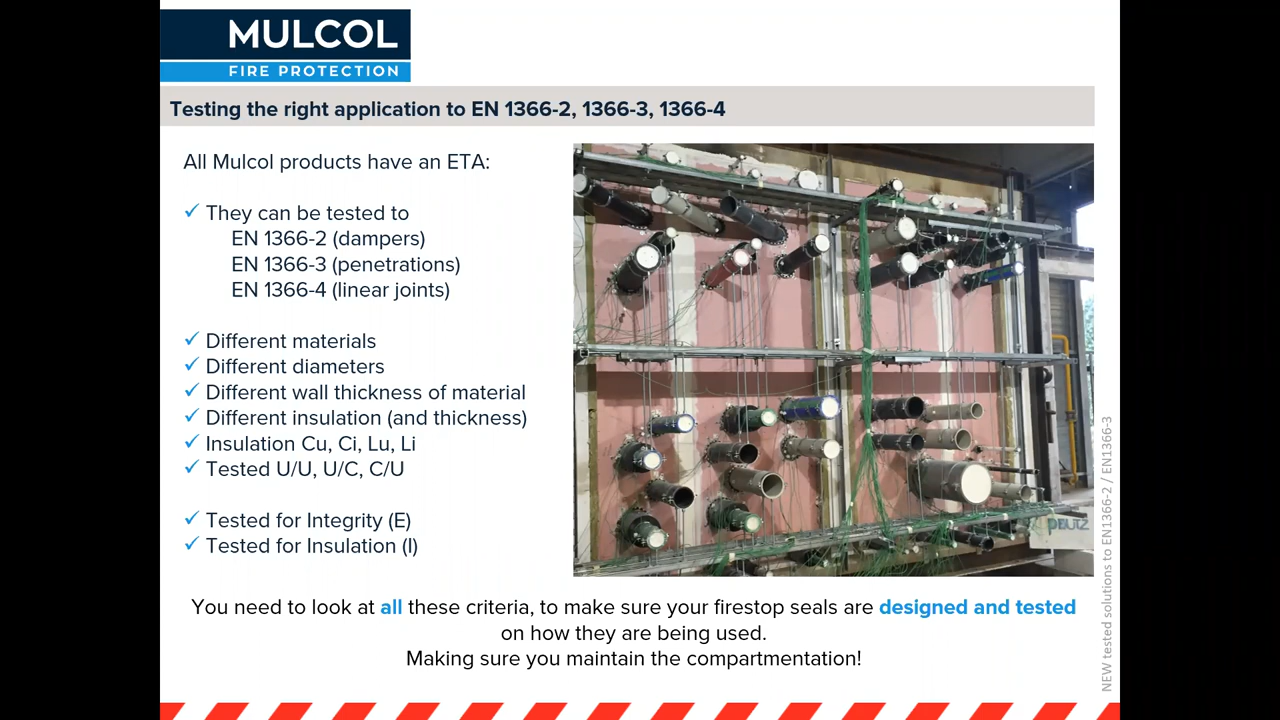 MULCOL
FIRE PROTECTION
Testing the right application to EN 1366-2, 1366-3, 1366-4
All Mulcol products have an ETA:
✓ They can be tested to
EN 1366-2 (dampers)
EN 1366-3 (penetrations)
EN 1366-4 (linear joints)
✓ Different materials
✓ Different diameters
✓ Different wall thickness of material
✓ Different insulation (and thickness)
✓ Insulation Cu, Ci, Lu, Li
✓ Tested U/U, U/C, C/U
✓ Tested for Integrity (E)
✓ Tested for Insulation (I)
PEUTZ
NEW tested solutions to EN1366-2 / EN1366-3
You need to look at all these criteria, to make sure your firestop seals are designed and tested
on how they are being used.
Making sure you maintain the compartmentation!